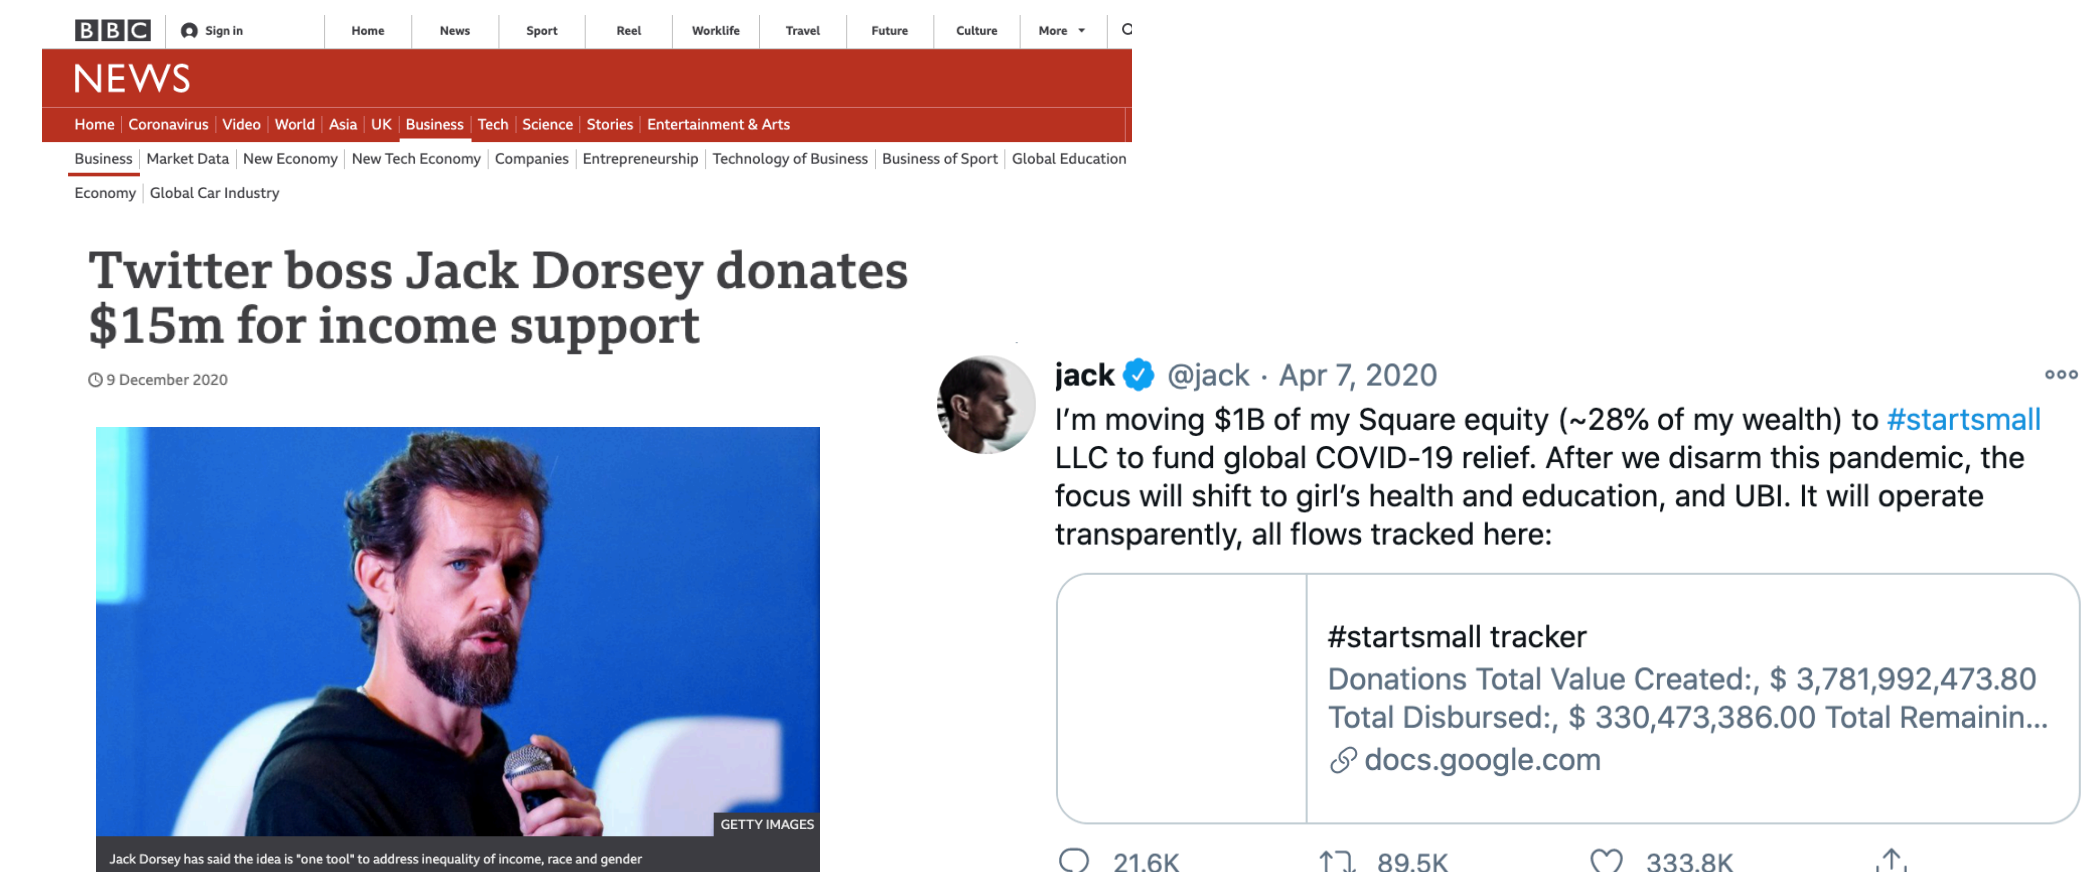 BBC Sign in Home News Sport Reel Worklife Travel Future Culture More
NEWS
Home Coronavirus Video World Asia UK Business Tech Science Stories Entertainment & Arts
Business Market Data New Economy New Tech Economy Companies Entrepreneurship Technology of Business Business of Sport Global Education
Economy Global Car Industry
Twitter boss Jack Dorsey donates
$15m for income support
9 December 2020
GETTY IMAGES
Jack Dorsey has said the idea is "one tool" to address inequality of income, race and gender
jack @jack · Apr 7, 2020
I'm moving $1B of my Square equity (~28% of my wealth) to #startsmall
LLC to fund global COVID-19 relief. After we disarm this pandemic, the
focus will shift to girl's health and education, and UBI. It will operate
transparently, all flows tracked here:
#startsmall tracker
Donations Total Value Created:, $ 3,781,992,473.80
Total Disbursed:, $ 330,473,386.00 Total Remainin...
docs.google.com
21.6K 89.5K 333.8K